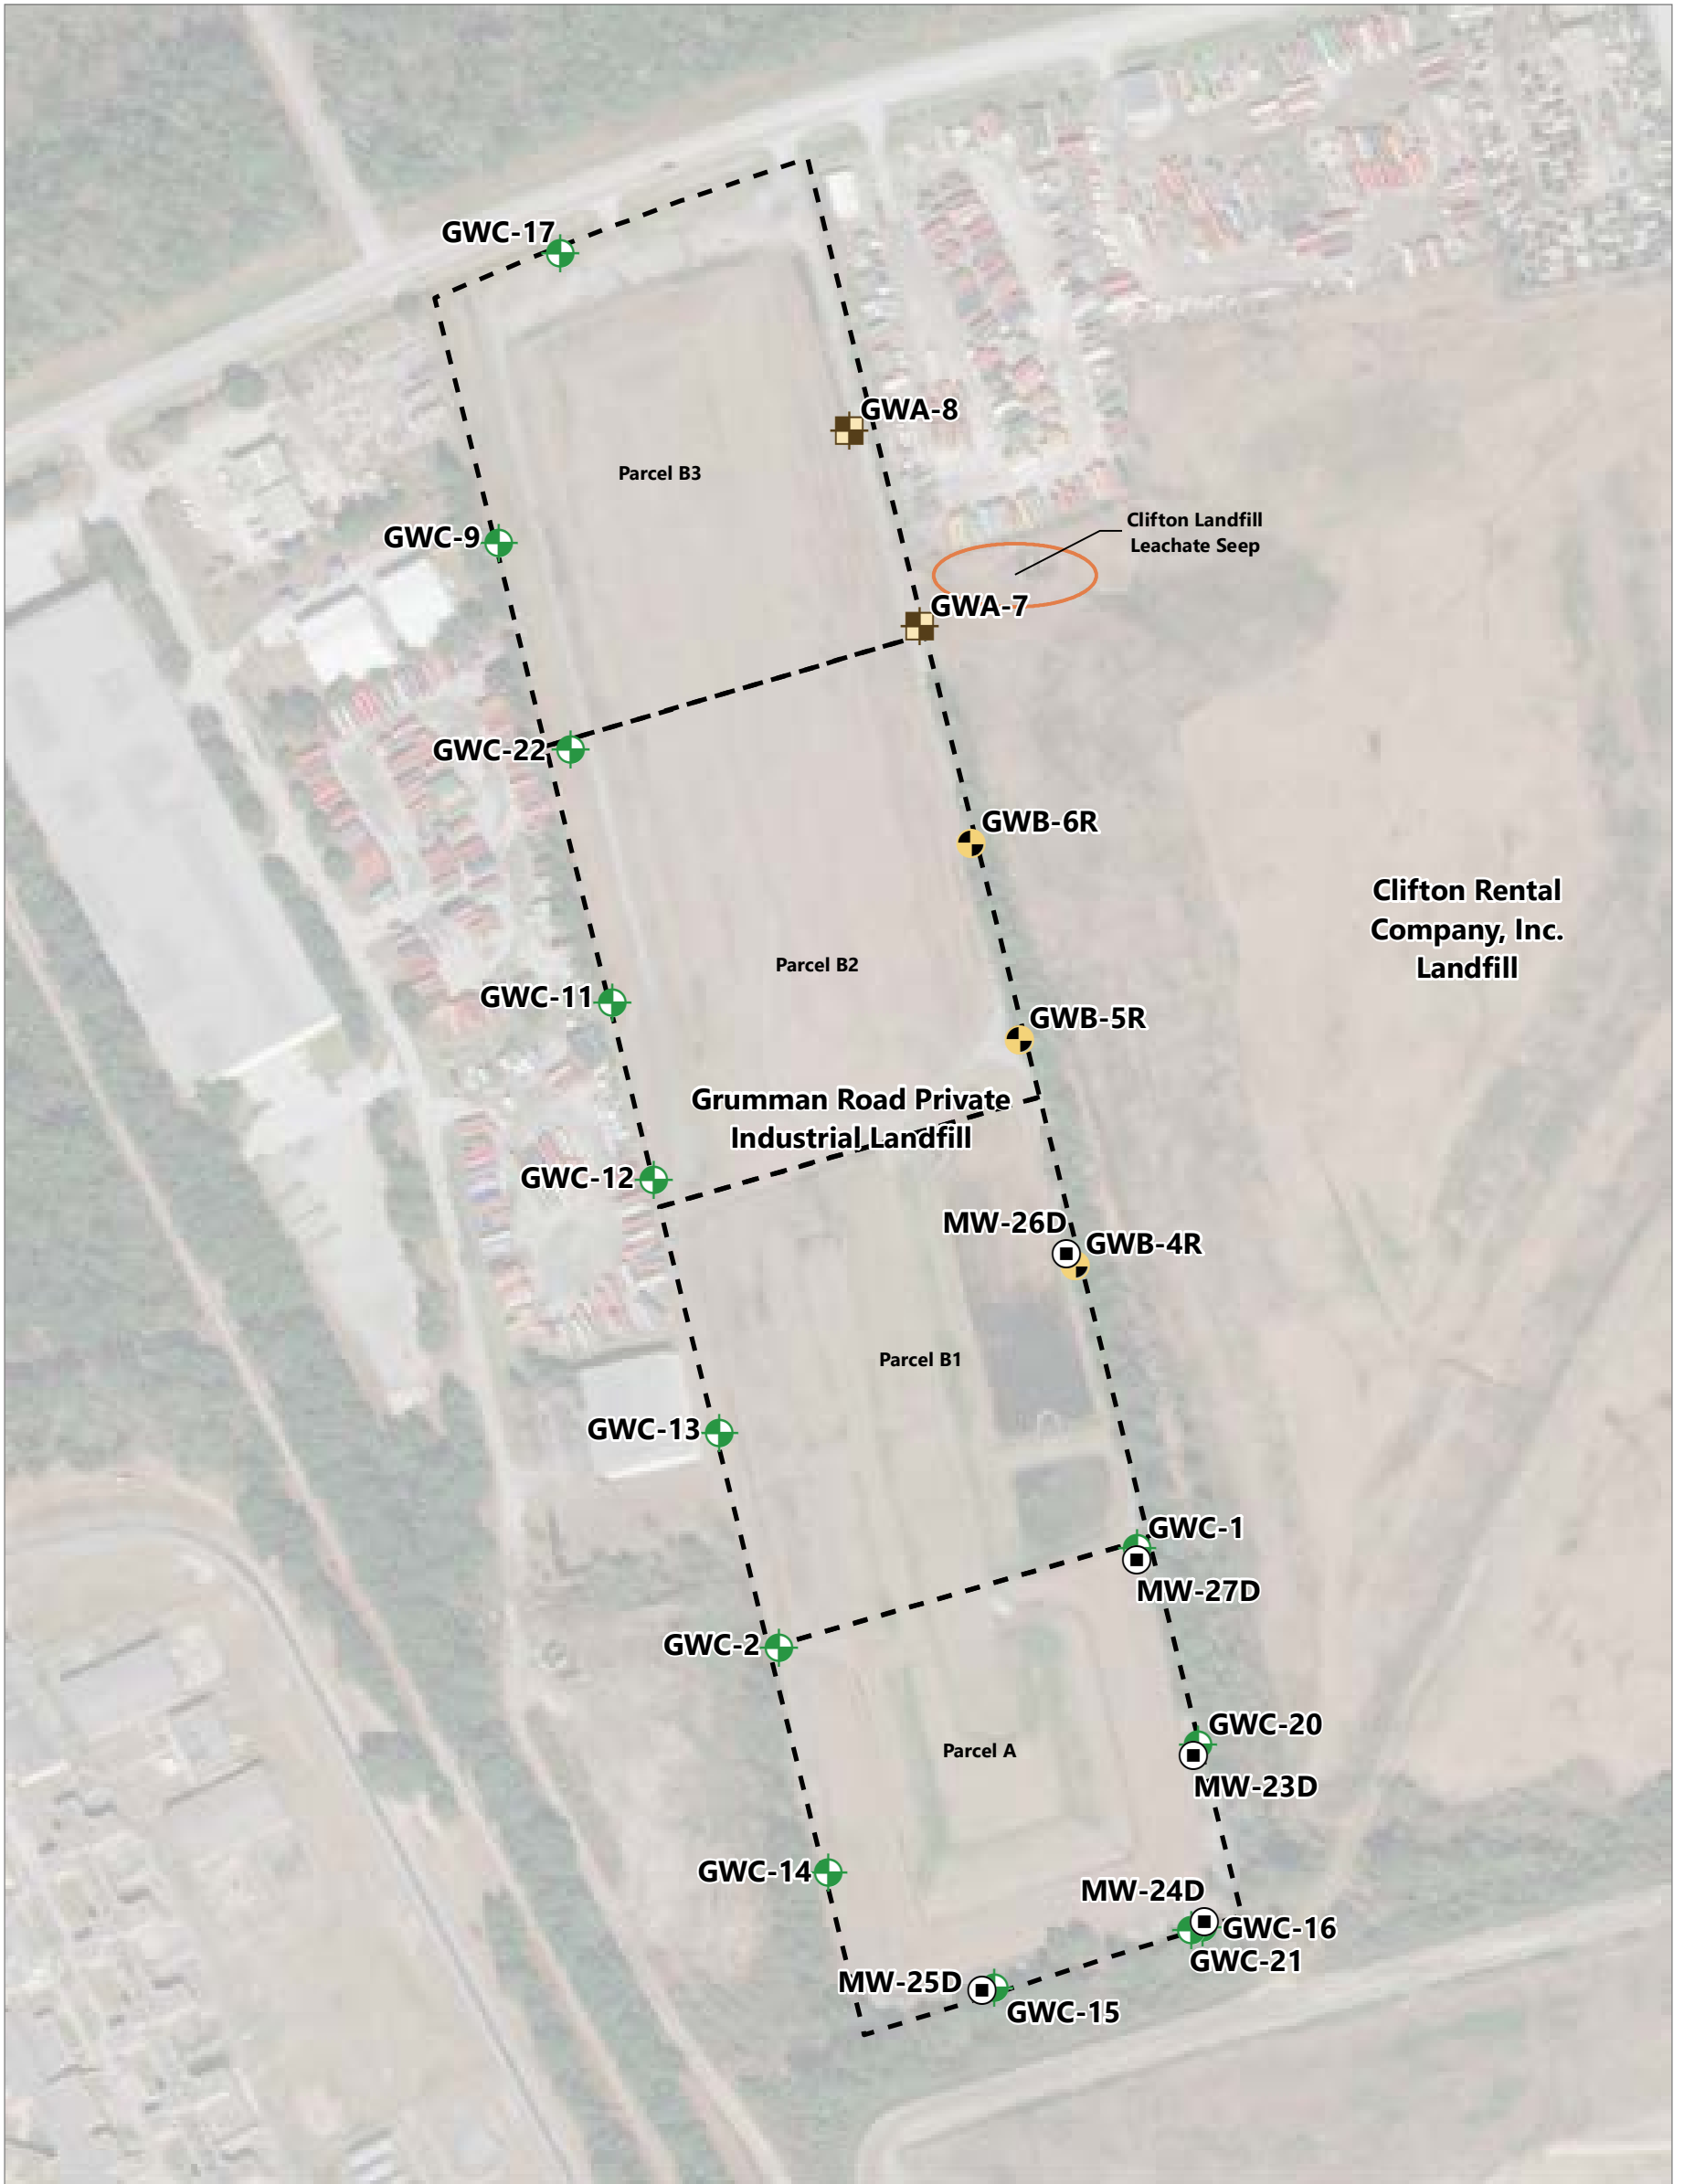 GWC-17
GWA-8
Parcel B3
Clifton Landfill
Leachate Seep
GWC-9
GWA-7
GWC-22
GWB-6R
Clifton Rental
Company, Inc.
Landfill
Parcel B2
GWC-11
GWB-5R
Grumman Road Private
Industrial Landfill
GWC-12
MW-26D
GWB-4R
Parcel B1
GWC-13
GWC-1
MW-27D
GWC-2
GWC-20
Parcel A
MW-23D
GWC-14
MW-24D
GWC-16
GWC-21
MW-25D
GWC-15